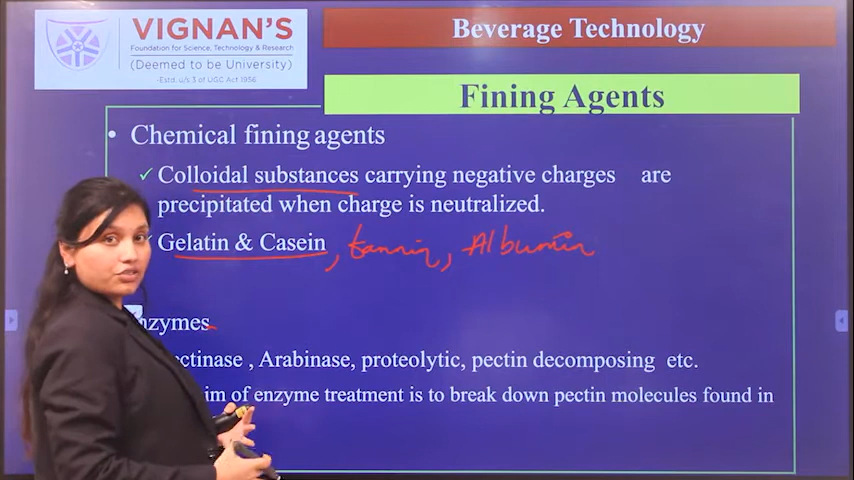 VIGNAN'S
Foundation for Science, Technology & Research
(Deemed to be University)
-Estd. u/s 3 of UGC Act 1956
Beverage Technology
Fining Agents
• Chemical fining agents
✓ Colloidal substances carrying negative charges are
precipitated when charge is neutralized.
✓ Gelatin & Casein, tannin, Albumin
nzymes
ectinase , Arabinase, proteolytic, pectin decomposing etc.
im of enzyme treatment is to break down pectin molecules found in